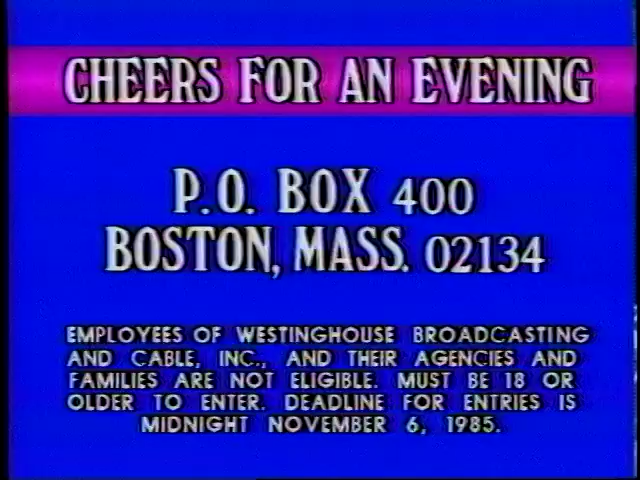 CHEERS FOR AN EVENING
P.O. BOX 400
BOSTON, MASS. 02134
EMPLOYEES OF WESTINGHOUSE BROADCASTING
AND CABLE, INC., AND THEIR AGENCIES AND
FAMILIES ARE NOT ELIGIBLE. MUST BE 18 OR
OLDER TO ENTER. DEADLINE FOR ENTRIES IS
MIDNIGHT NOVEMBER 6, 1985.